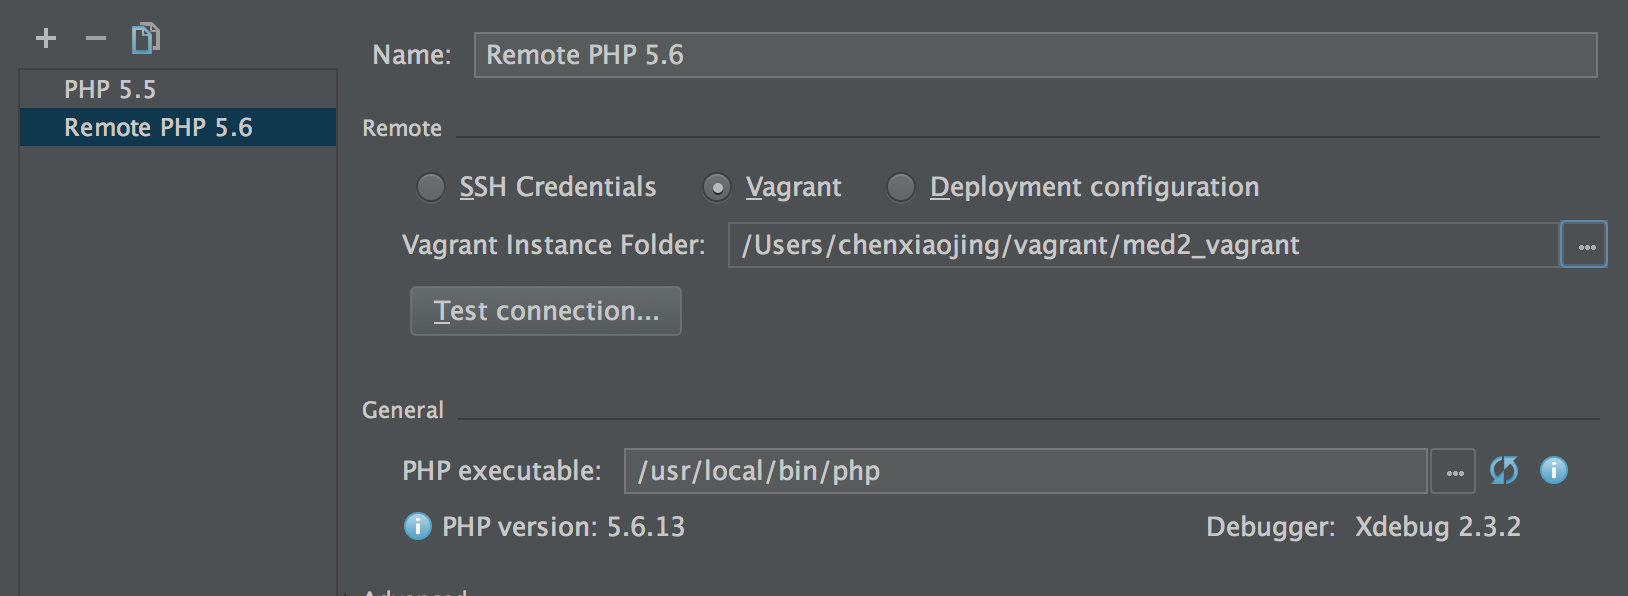 Name: Remote PHP 5.6
PHP 5.5
Remote PHP 5.6
Remote
SSH Credentials Vagrant Deployment configuration
Vagrant Instance Folder: /Users/chenxiaojing/vagrant/med2_vagrant ...
Test connection...
General
PHP executable: /usr/local/bin/php ...
PHP version: 5.6.13 Debugger: Xdebug 2.3.2
Advanced